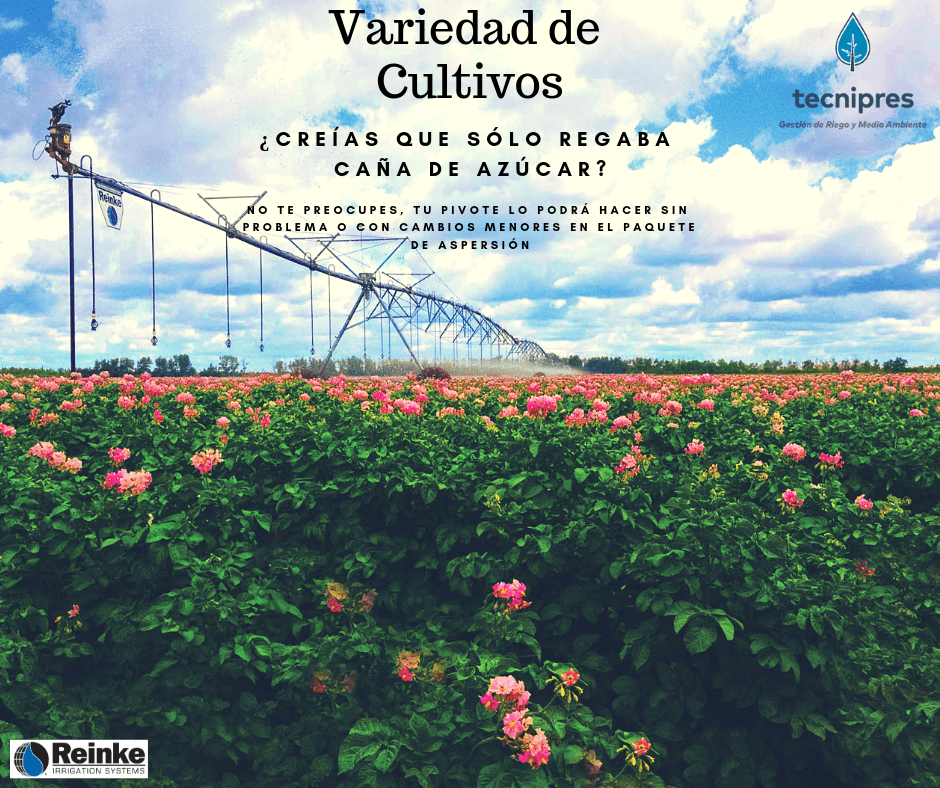 Variedad de
Cultivos
tecnipres
Gestión de Riego y Medio Ambiente
¿CREÍAS QUE SÓLO REGABA
CAÑA DE AZÚCAR?
Reinke
NO TE PREOCUPES, TU PIVOTE LO PODRÁ HACER SIN
PROBLEMA O CON CAMBIOS MENORES EN EL PAQUETE
DE ASPERSIÓN
Reinke
IRRIGATION SYSTEMS